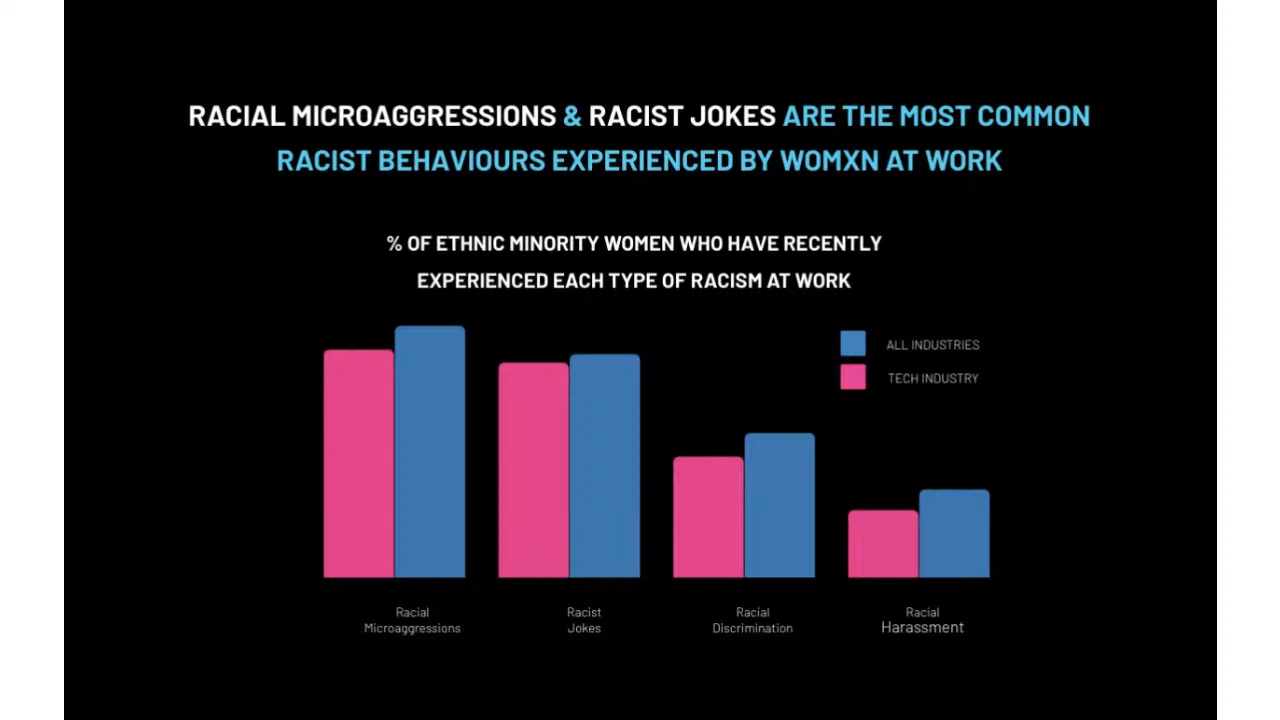 RACIAL MICROAGGRESSIONS & RACIST JOKES ARE THE MOST COMMON
RACIST BEHAVIOURS EXPERIENCED BY WOMXN AT WORK
% OF ETHNIC MINORITY WOMEN WHO HAVE RECENTLY
EXPERIENCED EACH TYPE OF RACISM AT WORK
ALL INDUSTRIES
TECH INDUSTRY
Racial
Microaggressions
Racist
Jokes
Racial
Discrimination
Racial
Harassment